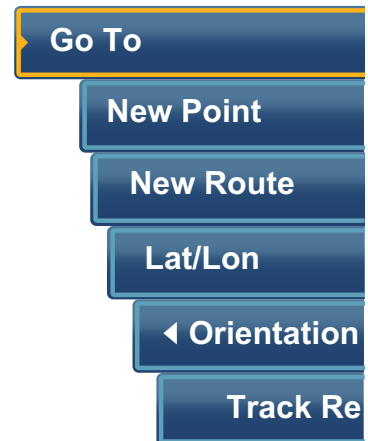 Go To
New Point
New Route
Lat/Lon
Orientation
Track Re